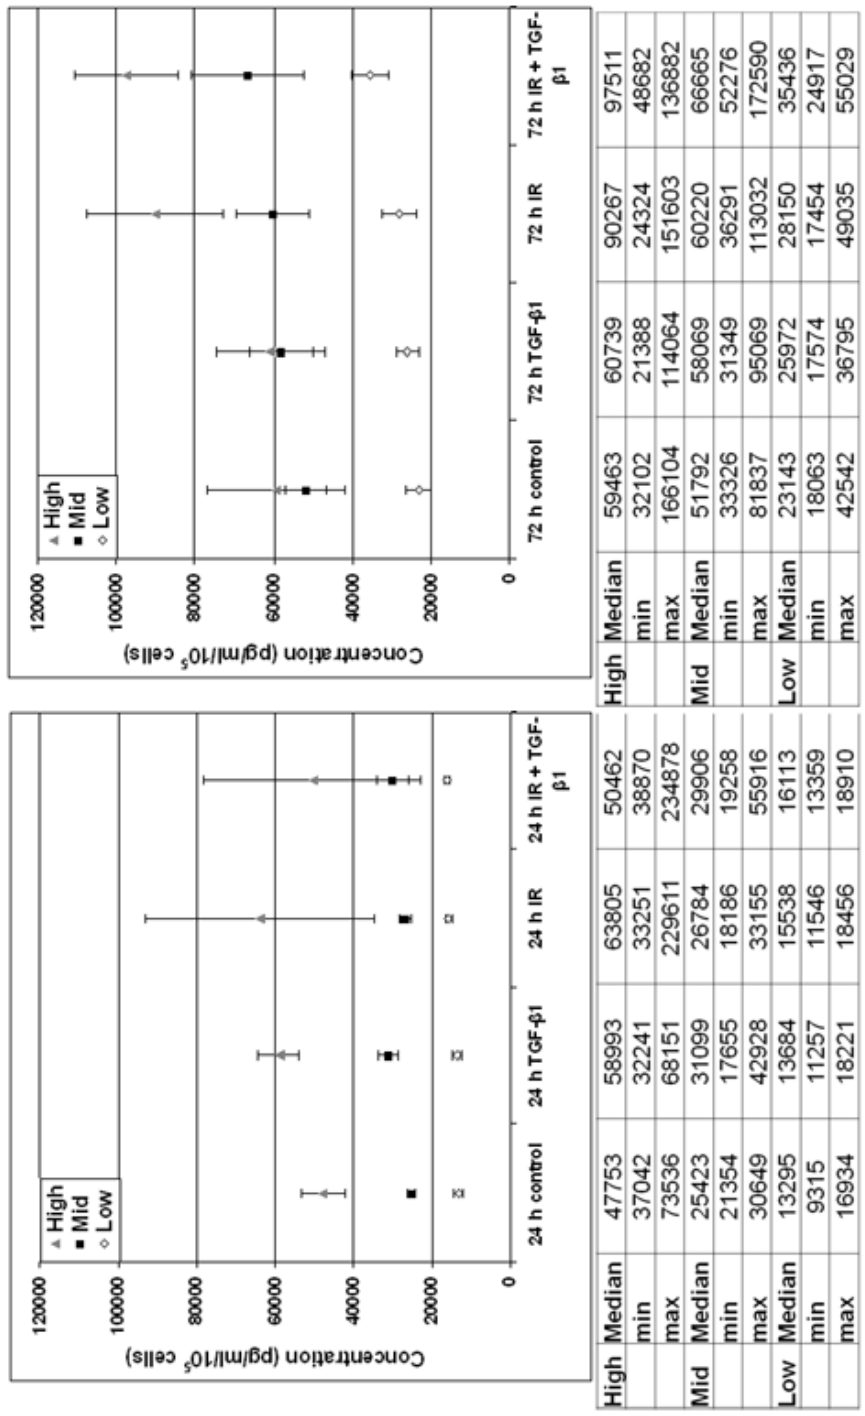 120000
100000
80000
60000
40000
20000
0
Concentration (pg/ml/10⁵ cells)
High
Mid
Low
24 h control
24 h TGF-β1
24 h IR
24 h IR + TGF-
β1
High Median 47753 58993 63805 50462
min 37042 32241 33251 38870
max 73536 68151 229611 234878
Mid Median 25423 31099 26784 29906
min 21354 17655 18186 19258
max 30649 42928 33155 55916
Low Median 13295 13684 15538 16113
min 9315 11257 11546 13359
max 16934 18221 18456 18910
120000
100000
80000
60000
40000
20000
0
Concentration (pg/ml/10⁵ cells)
High
Mid
Low
72 h control
72 h TGF-β1
72 h IR
72 h IR + TGF-
β1
High Median 59463 60739 90267 97511
min 32102 21388 24324 48682
max 166104 114064 151603 136882
Mid Median 51792 58069 60220 66665
min 33326 31349 36291 52276
max 81837 95069 113032 172590
Low Median 23143 25972 28150 35436
min 18063 17574 17454 24917
max 42542 36795 49035 55029